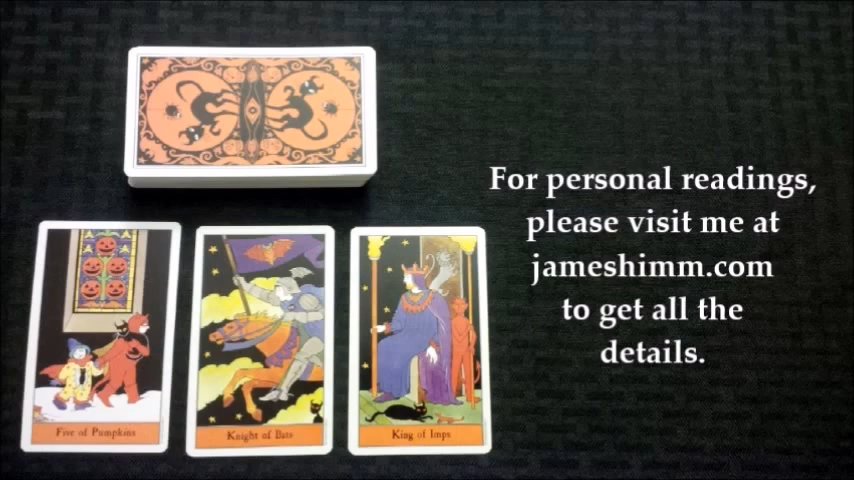 For personal readings,
please visit me at
jameshimm.com
to get all the
details.
Five of Pumpkins
Knight of Bats
King of Imps